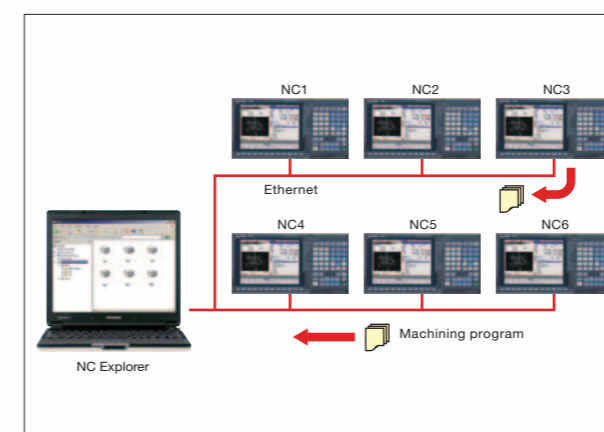 NC1
NC2
NC3
Ethernet
NC4
NC5
NC6
Machining program
NC Explorer